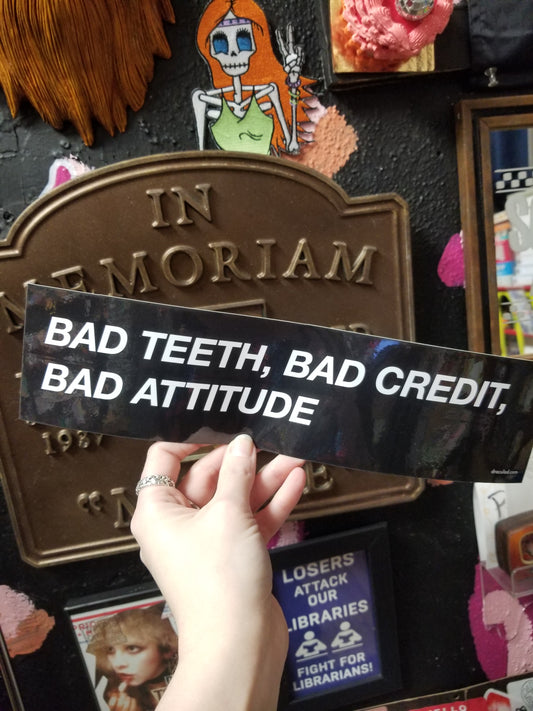 IN
MEMORIAM
BAD TEETH, BAD CREDIT,
BAD ATTITUDE
LOSERS
ATTACK
OUR
LIBRARIES
FIGHT FOR
LIBRARIANS!